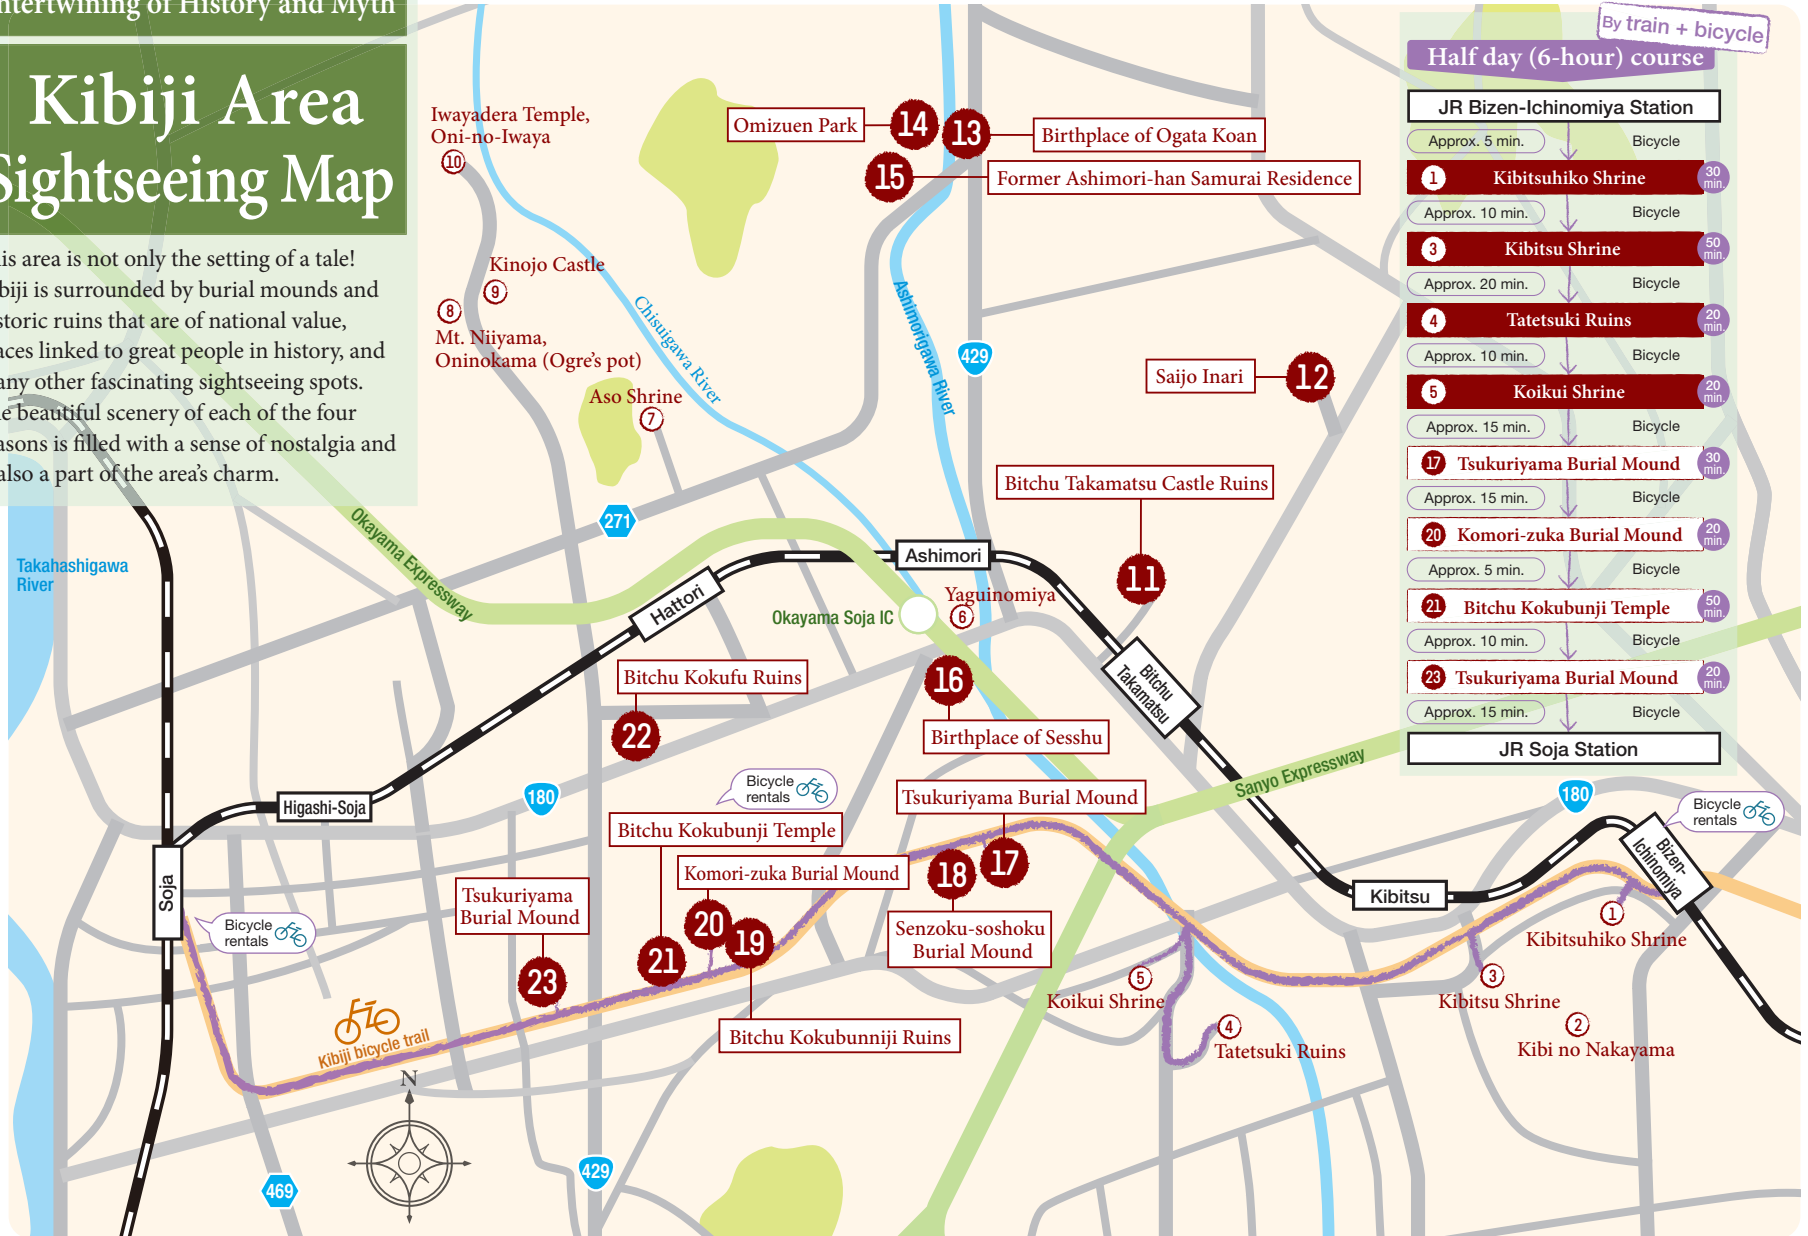 ntertwining of History and Myth
Kibiji Area
Sightseeing Map
is area is not only the setting of a tale!
biji is surrounded by burial mounds and
storic ruins that are of national value,
aces linked to great people in history, and
any other fascinating sightseeing spots.
e beautiful scenery of each of the four
asons is filled with a sense of nostalgia and
also a part of the area's charm.
By train + bicycle
Half day (6-hour) course
JR Bizen-Ichinomiya Station
Approx. 5 min. Bicycle
1 Kibitsuhiko Shrine 30 min.
Approx. 10 min. Bicycle
3 Kibitsu Shrine 50 min.
Approx. 20 min. Bicycle
4 Tatetsuki Ruins 20 min.
Approx. 10 min. Bicycle
5 Koikui Shrine 20 min.
Approx. 15 min. Bicycle
17 Tsukuriyama Burial Mound 30 min.
Approx. 15 min. Bicycle
20 Komori-zuka Burial Mound 20 min.
Approx. 5 min. Bicycle
21 Bitchu Kokubunji Temple 50 min.
Approx. 10 min. Bicycle
23 Tsukuriyama Burial Mound 20 min.
Approx. 15 min. Bicycle
JR Soja Station
Iwayadera Temple,
Oni-no-Iwaya
10
Omizuen Park
14
13
Birthplace of Ogata Koan
15
Former Ashimori-han Samurai Residence
Kinojo Castle
9
8
Mt. Niiyama,
Oninokama (Ogre's pot)
Chisuigawa River
Ashimorigawa River
429
Saijo Inari
12
Aso Shrine
7
Bitchu Takamatsu Castle Ruins
11
271
Okayama Expressway
Takahashigawa
River
Ashimori
Hattori
Okayama Soja IC
Yaguinomiya
6
Bitchu
Takamatsu
Bitchu Kokufu Ruins
22
16
Birthplace of Sesshu
Sanyo Expressway
Higashi-Soja
180
Bicycle
rentals
Tsukuriyama Burial Mound
17
180
Bicycle
rentals
Bizen-
Ichinomiya
Bitchu Kokubunji Temple
Komori-zuka Burial Mound
18
Senzoku-soshoku
Burial Mound
Kibitsu
Soja
Bicycle
rentals
Tsukuriyama
Burial Mound
23
21
20
19
Bitchu Kokubunniji Ruins
1
Kibitsuhiko Shrine
5
Koikui Shrine
3
Kibitsu Shrine
4
Tatetsuki Ruins
2
Kibi no Nakayama
Kibiji bicycle trail
N
469
429